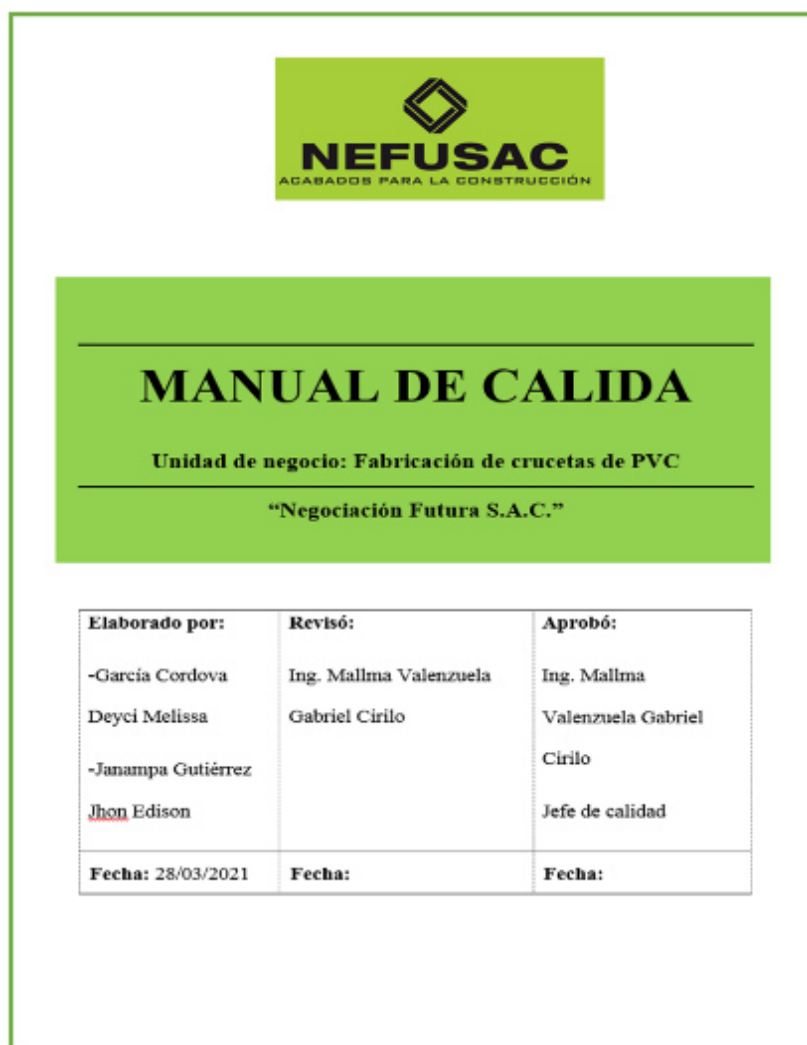 NEFUSAC
ACABADOS PARA LA CONSTRUCCIÓN
MANUAL DE CALIDA
Unidad de negocio: Fabricación de crucetas de PVC
“Negociación Futura S.A.C.”
Elaborado por:
-García Cordova
Deyci Melissa
-Janampa Gutiérrez
Jhon Edison
Revisó:
Ing. Mallma Valenzuela
Gabriel Cirilo
Aprobó:
Ing. Mallma
Valenzuela Gabriel
Cirilo
Jefe de calidad
Fecha: 28/03/2021
Fecha:
Fecha: